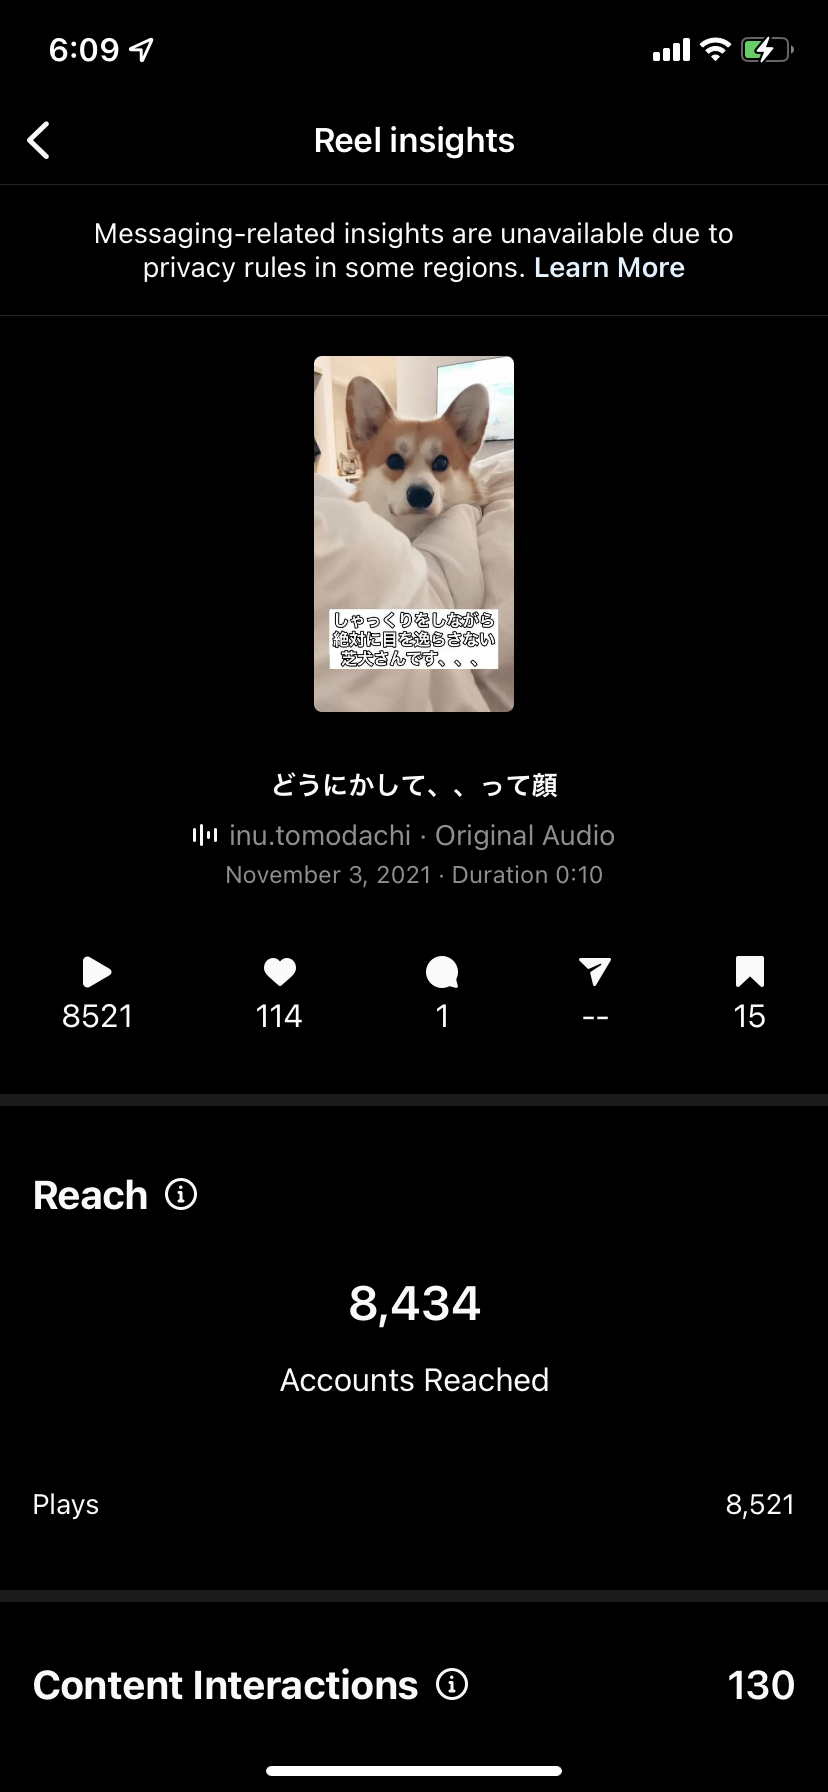 6:09
Reel insights
Messaging-related insights are unavailable due to
privacy rules in some regions. Learn More
しゃっくりをしながら
絶対に目を逸らさない
芝犬さんです、、、
どうにかして、、って顔
inu.tomodachi · Original Audio
November 3, 2021 · Duration 0:10
8521 114 1 -- 15
Reach
8,434
Accounts Reached
Plays 8,521
Content Interactions 130